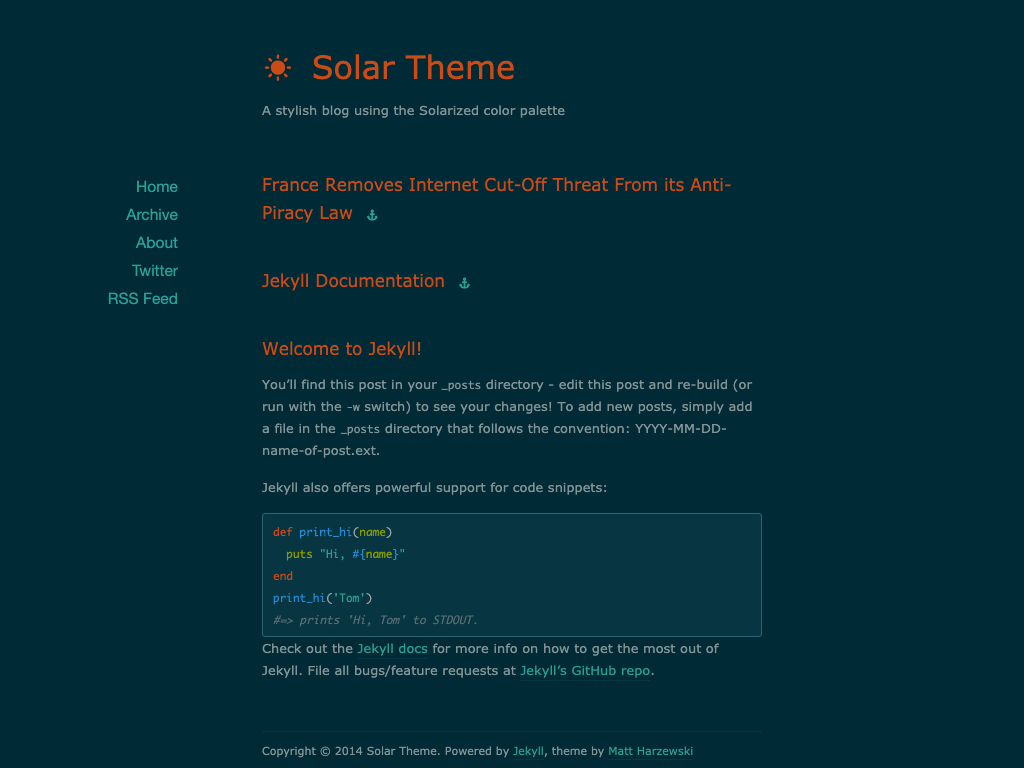 Solar Theme
A stylish blog using the Solarized color palette
Home
Archive
About
Twitter
RSS Feed
France Removes Internet Cut-Off Threat From its Anti-
Piracy Law
Jekyll Documentation
Welcome to Jekyll!
You’ll find this post in your _posts directory - edit this post and re-build (or
run with the -w switch) to see your changes! To add new posts, simply add
a file in the _posts directory that follows the convention: YYYY-MM-DD-
name-of-post.ext.
Jekyll also offers powerful support for code snippets:
def print_hi(name)
  puts "Hi, #{name}"
end
print_hi('Tom')
#=> prints 'Hi, Tom' to STDOUT.
Check out the Jekyll docs for more info on how to get the most out of
Jekyll. File all bugs/feature requests at Jekyll’s GitHub repo.
Copyright © 2014 Solar Theme. Powered by Jekyll, theme by Matt Harzewski